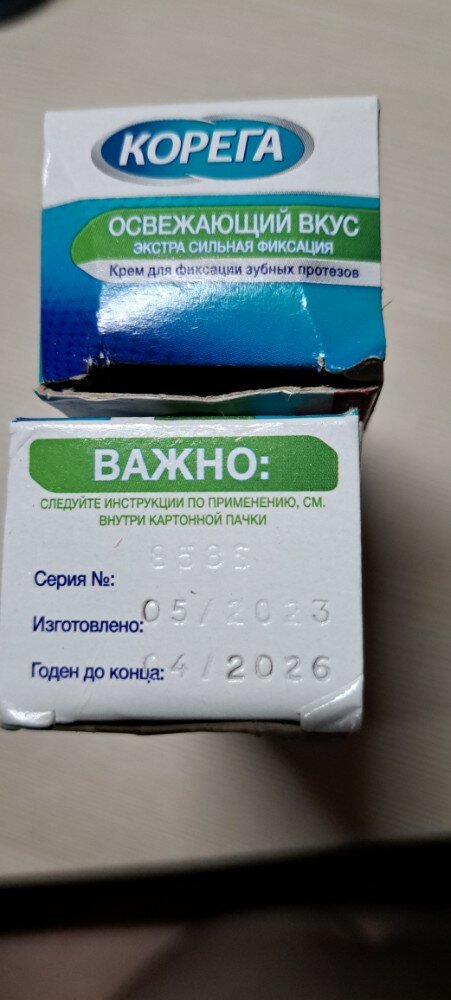 КОРЕГА
ОСВЕЖАЮЩИЙ ВКУС
ЭКСТРА СИЛЬНАЯ ФИКСАЦИЯ
Крем для фиксации зубных протезов
ВАЖНО:
СЛЕДУЙТЕ ИНСТРУКЦИИ ПО ПРИМЕНЕНИЮ, СМ.
ВНУТРИ КАРТОННОЙ ПАЧКИ
Серия №:
Изготовлено: 05/2023
Годен до конца: 04/2026